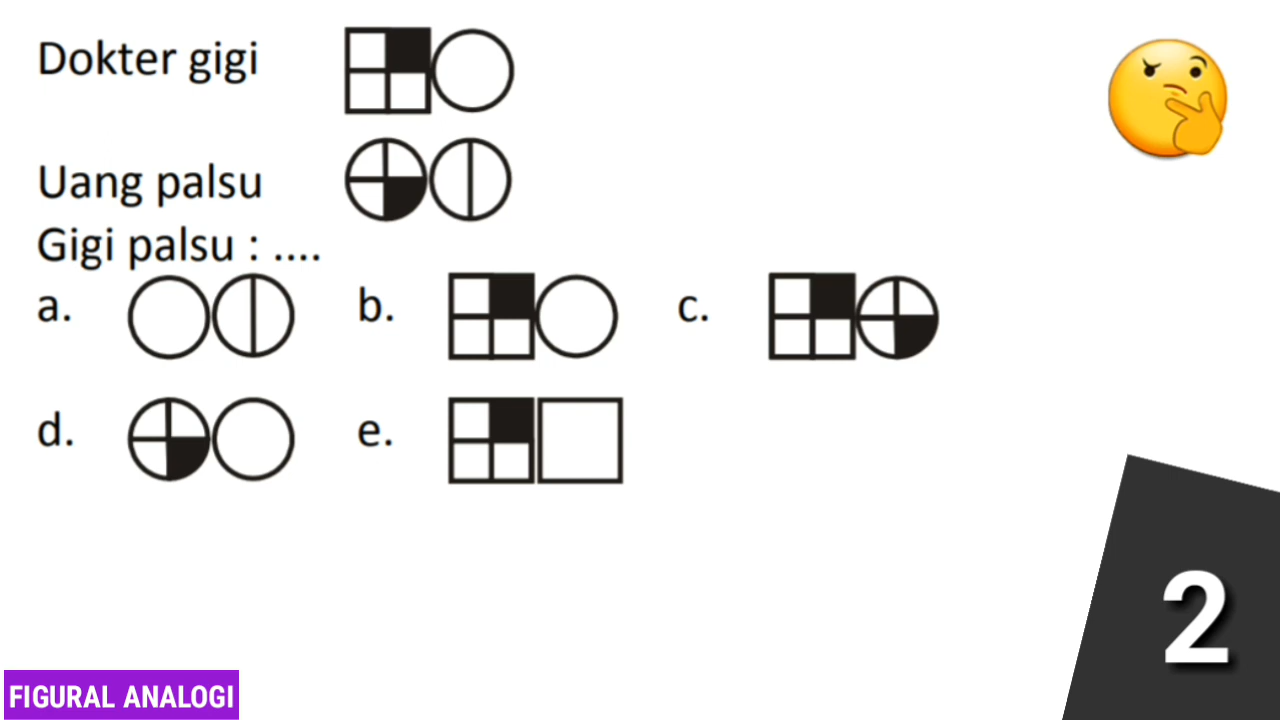 Dokter gigi
Uang palsu
Gigi palsu : ....
a. b. c.
d. e.
2
FIGURAL ANALOGI